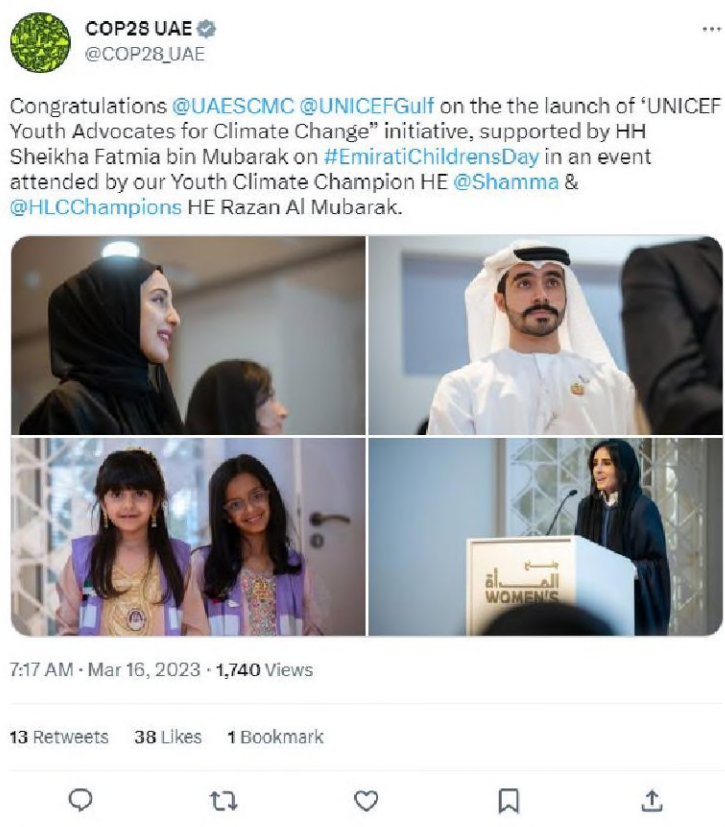 COP28 UAE
@COP28_UAE
Congratulations @UAESCMC @UNICEFGulf on the the launch of ‘UNICEF
Youth Advocates for Climate Change” initiative, supported by HH
Sheikha Fatmia bin Mubarak on #EmiratiChildrensDay in an event
attended by our Youth Climate Champion HE @Shamma &
@HLCChampions HE Razan Al Mubarak.
جناح
المرأة
WOMEN'S
7:17 AM · Mar 16, 2023 · 1,740 Views
13 Retweets 38 Likes 1 Bookmark